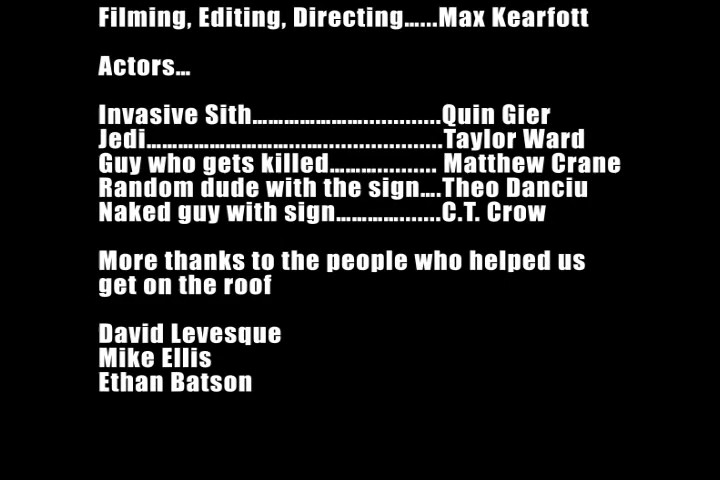 Filming, Editing, Directing......Max Kearfott
Actors...
Invasive Sith................................Quin Gier
Jedi.............................................Taylor Ward
Guy who gets killed.................. Matthew Crane
Random dude with the sign....Theo Danciu
Naked guy with sign..................C.T. Crow
More thanks to the people who helped us
get on the roof
David Levesque
Mike Ellis
Ethan Batson